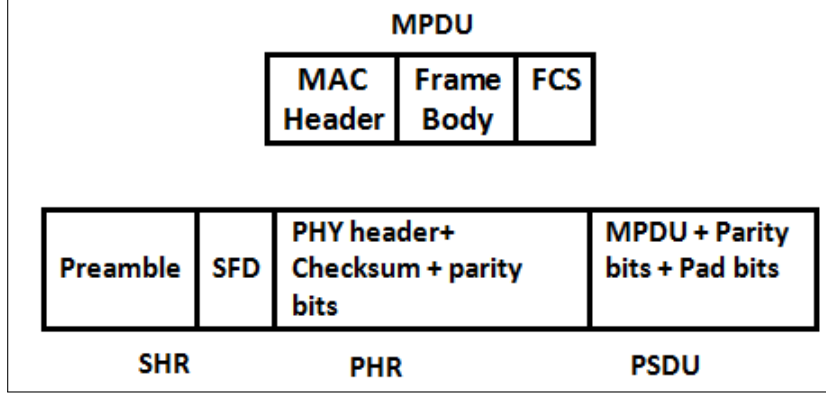 MPDU
MAC Header
Frame Body
FCS
Preamble
SFD
PHY header+
Checksum + parity
bits
MPDU + Parity
bits + Pad bits
SHR
PHR
PSDU